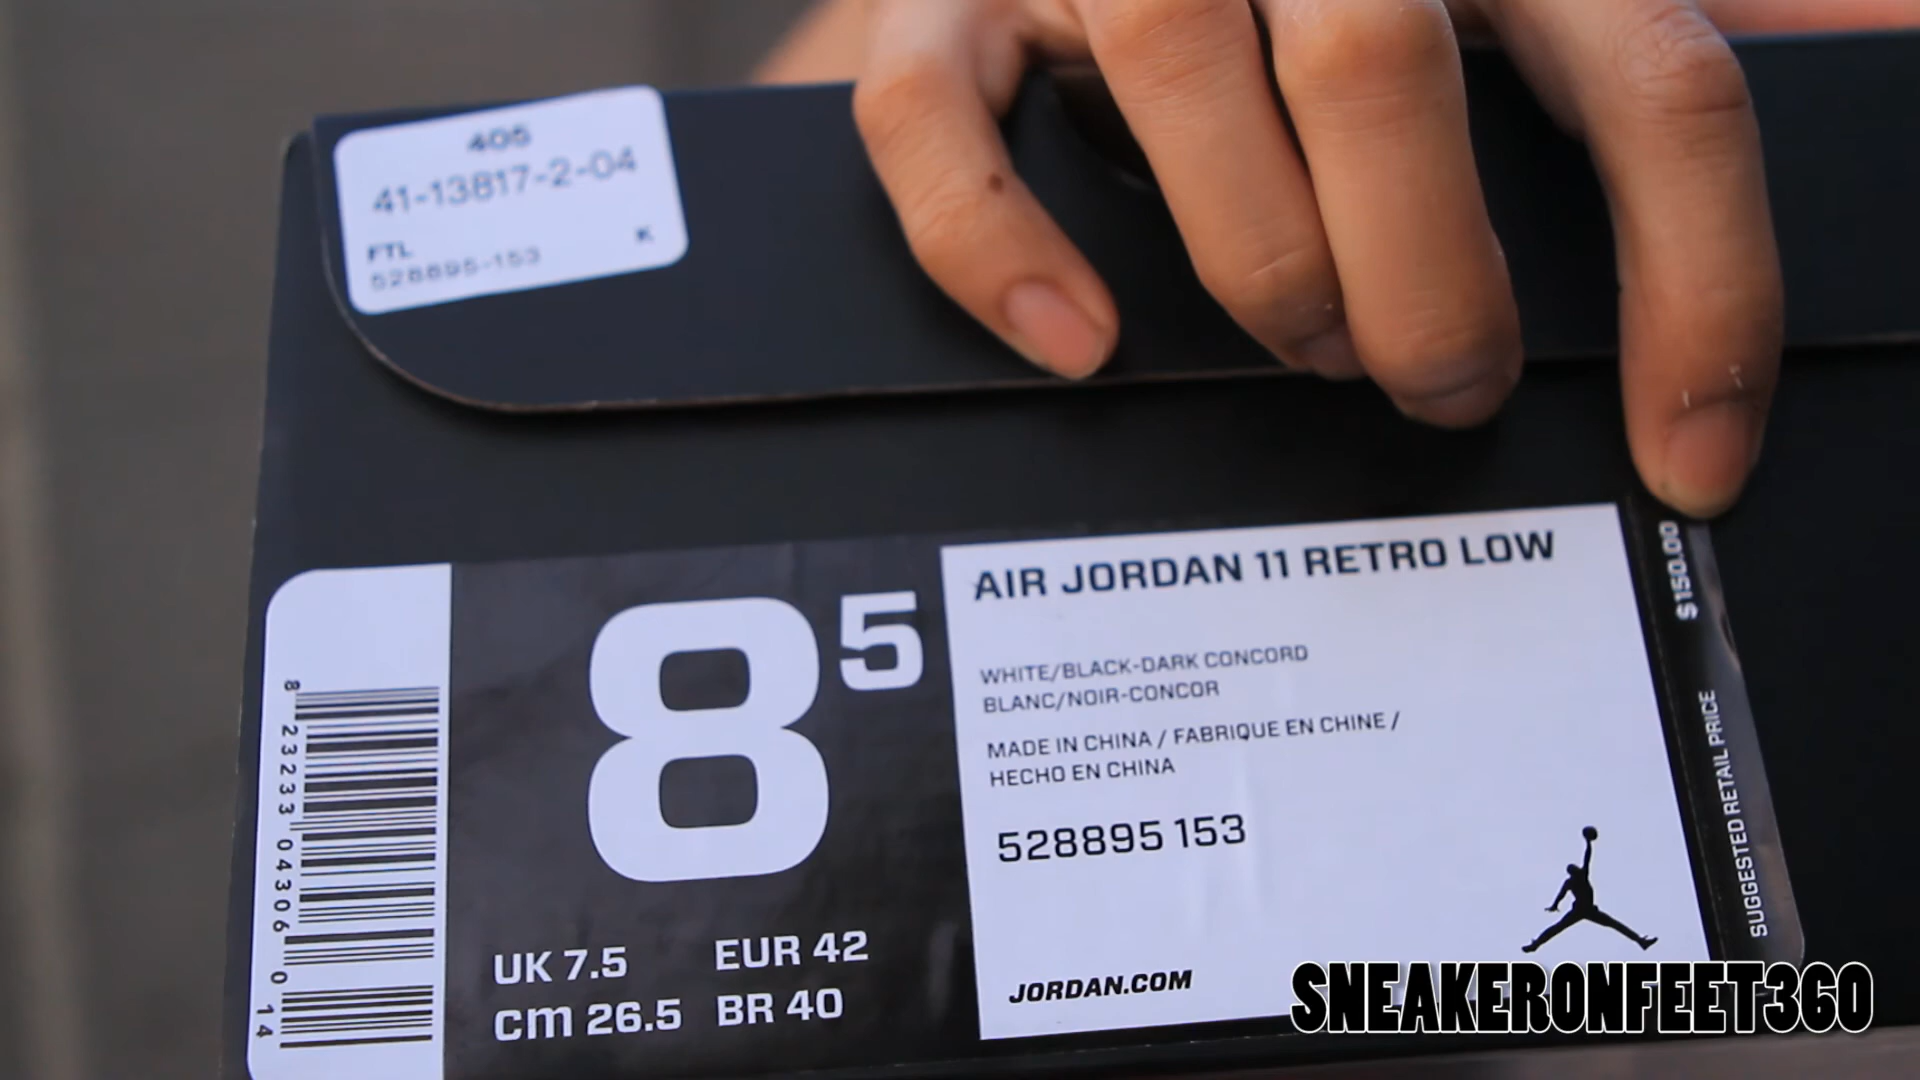 405
41-13817-2-04
FTL K
528895-153
8 23233 04306 0 14
8 5
UK 7.5 EUR 42
cm 26.5 BR 40
AIR JORDAN 11 RETRO LOW
WHITE/BLACK-DARK CONCORD
BLANC/NOIR-CONCOR
MADE IN CHINA / FABRIQUE EN CHINE /
HECHO EN CHINA
528895 153
JORDAN.COM
SUGGESTED RETAIL PRICE $150.00
SNEAKERONFEET360